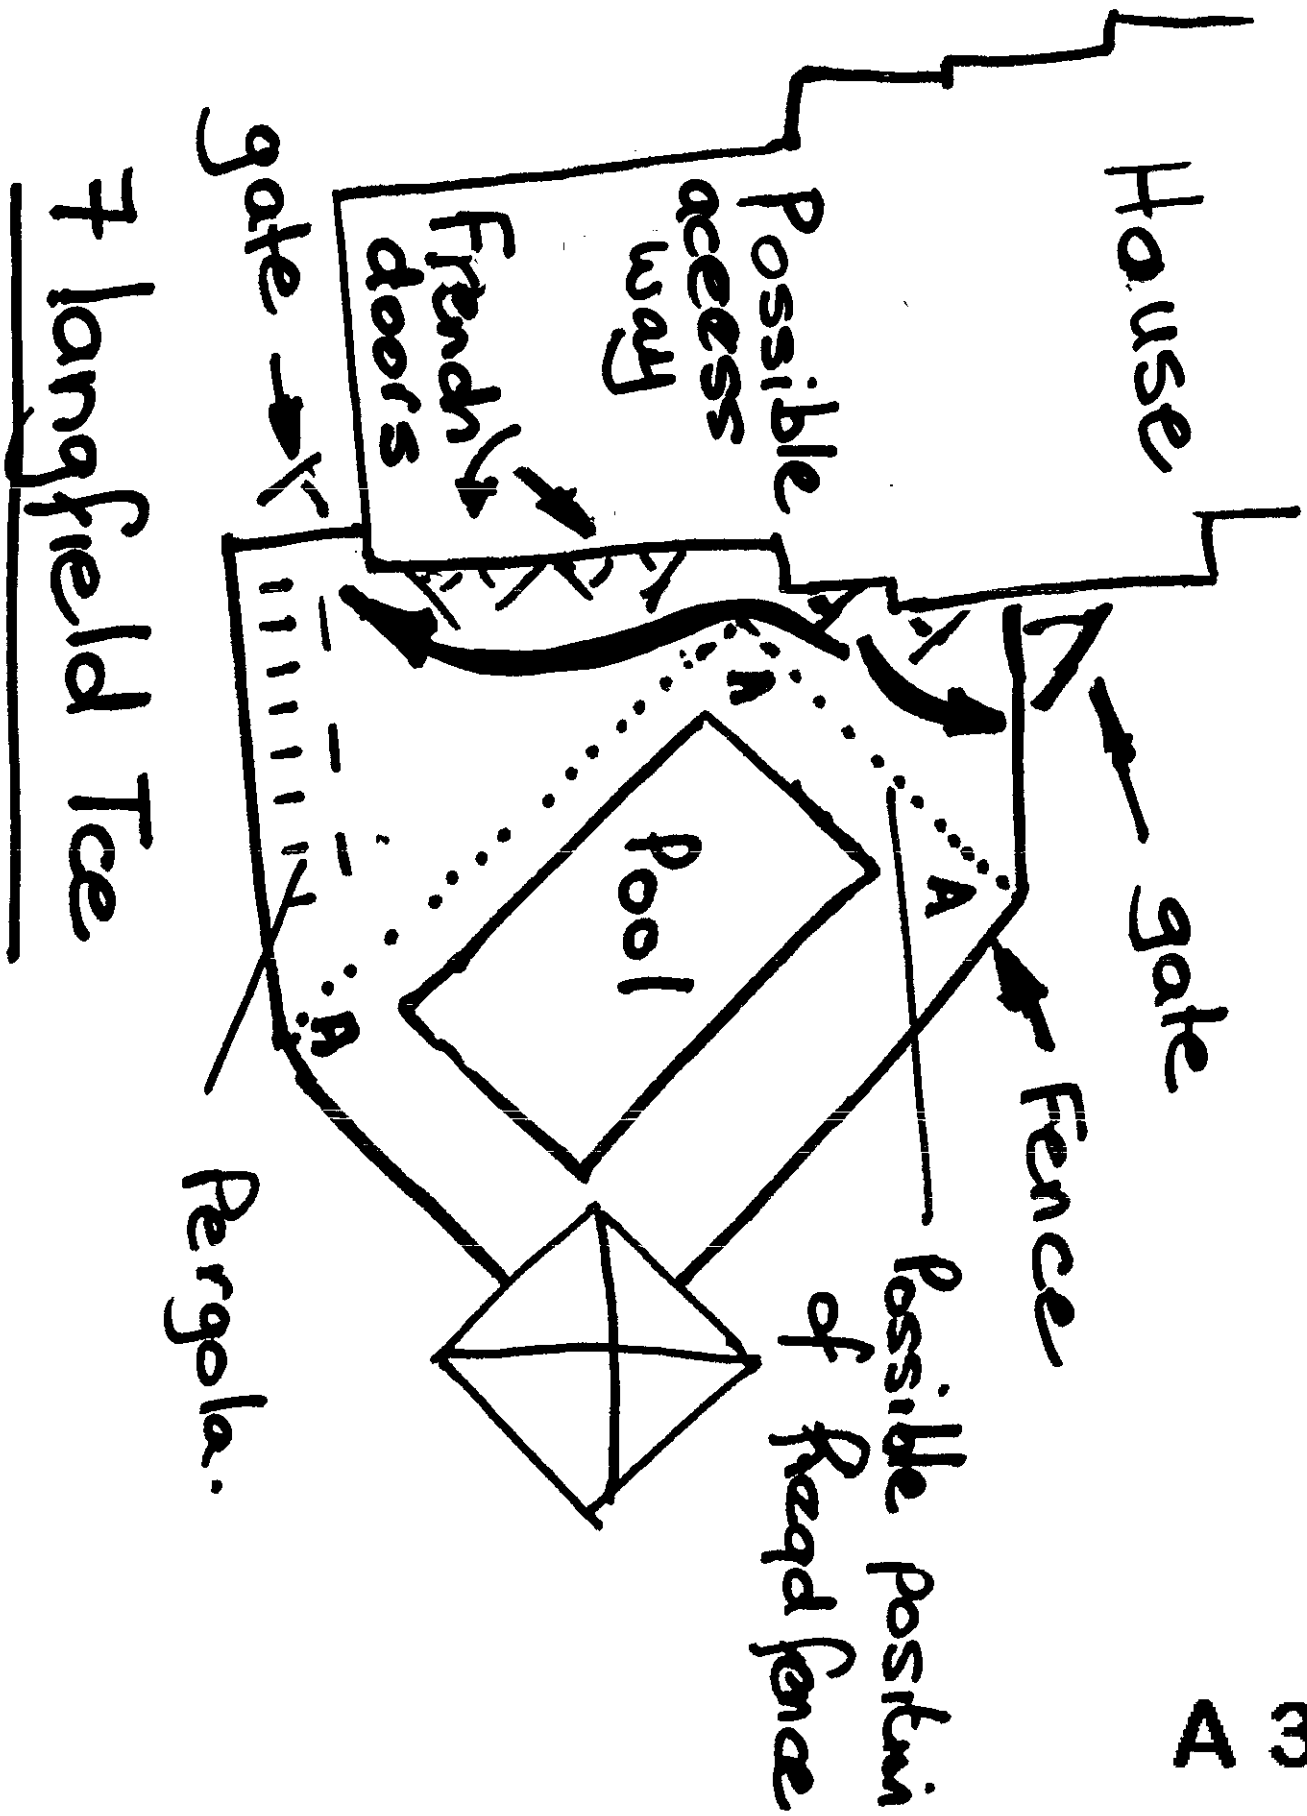 House
Possible
access
way
French
doors
gate
gate
Fence
Possible position
of Reqd fence
A
A
A
Pool
Pergola.
7 langfield Tce
A 3